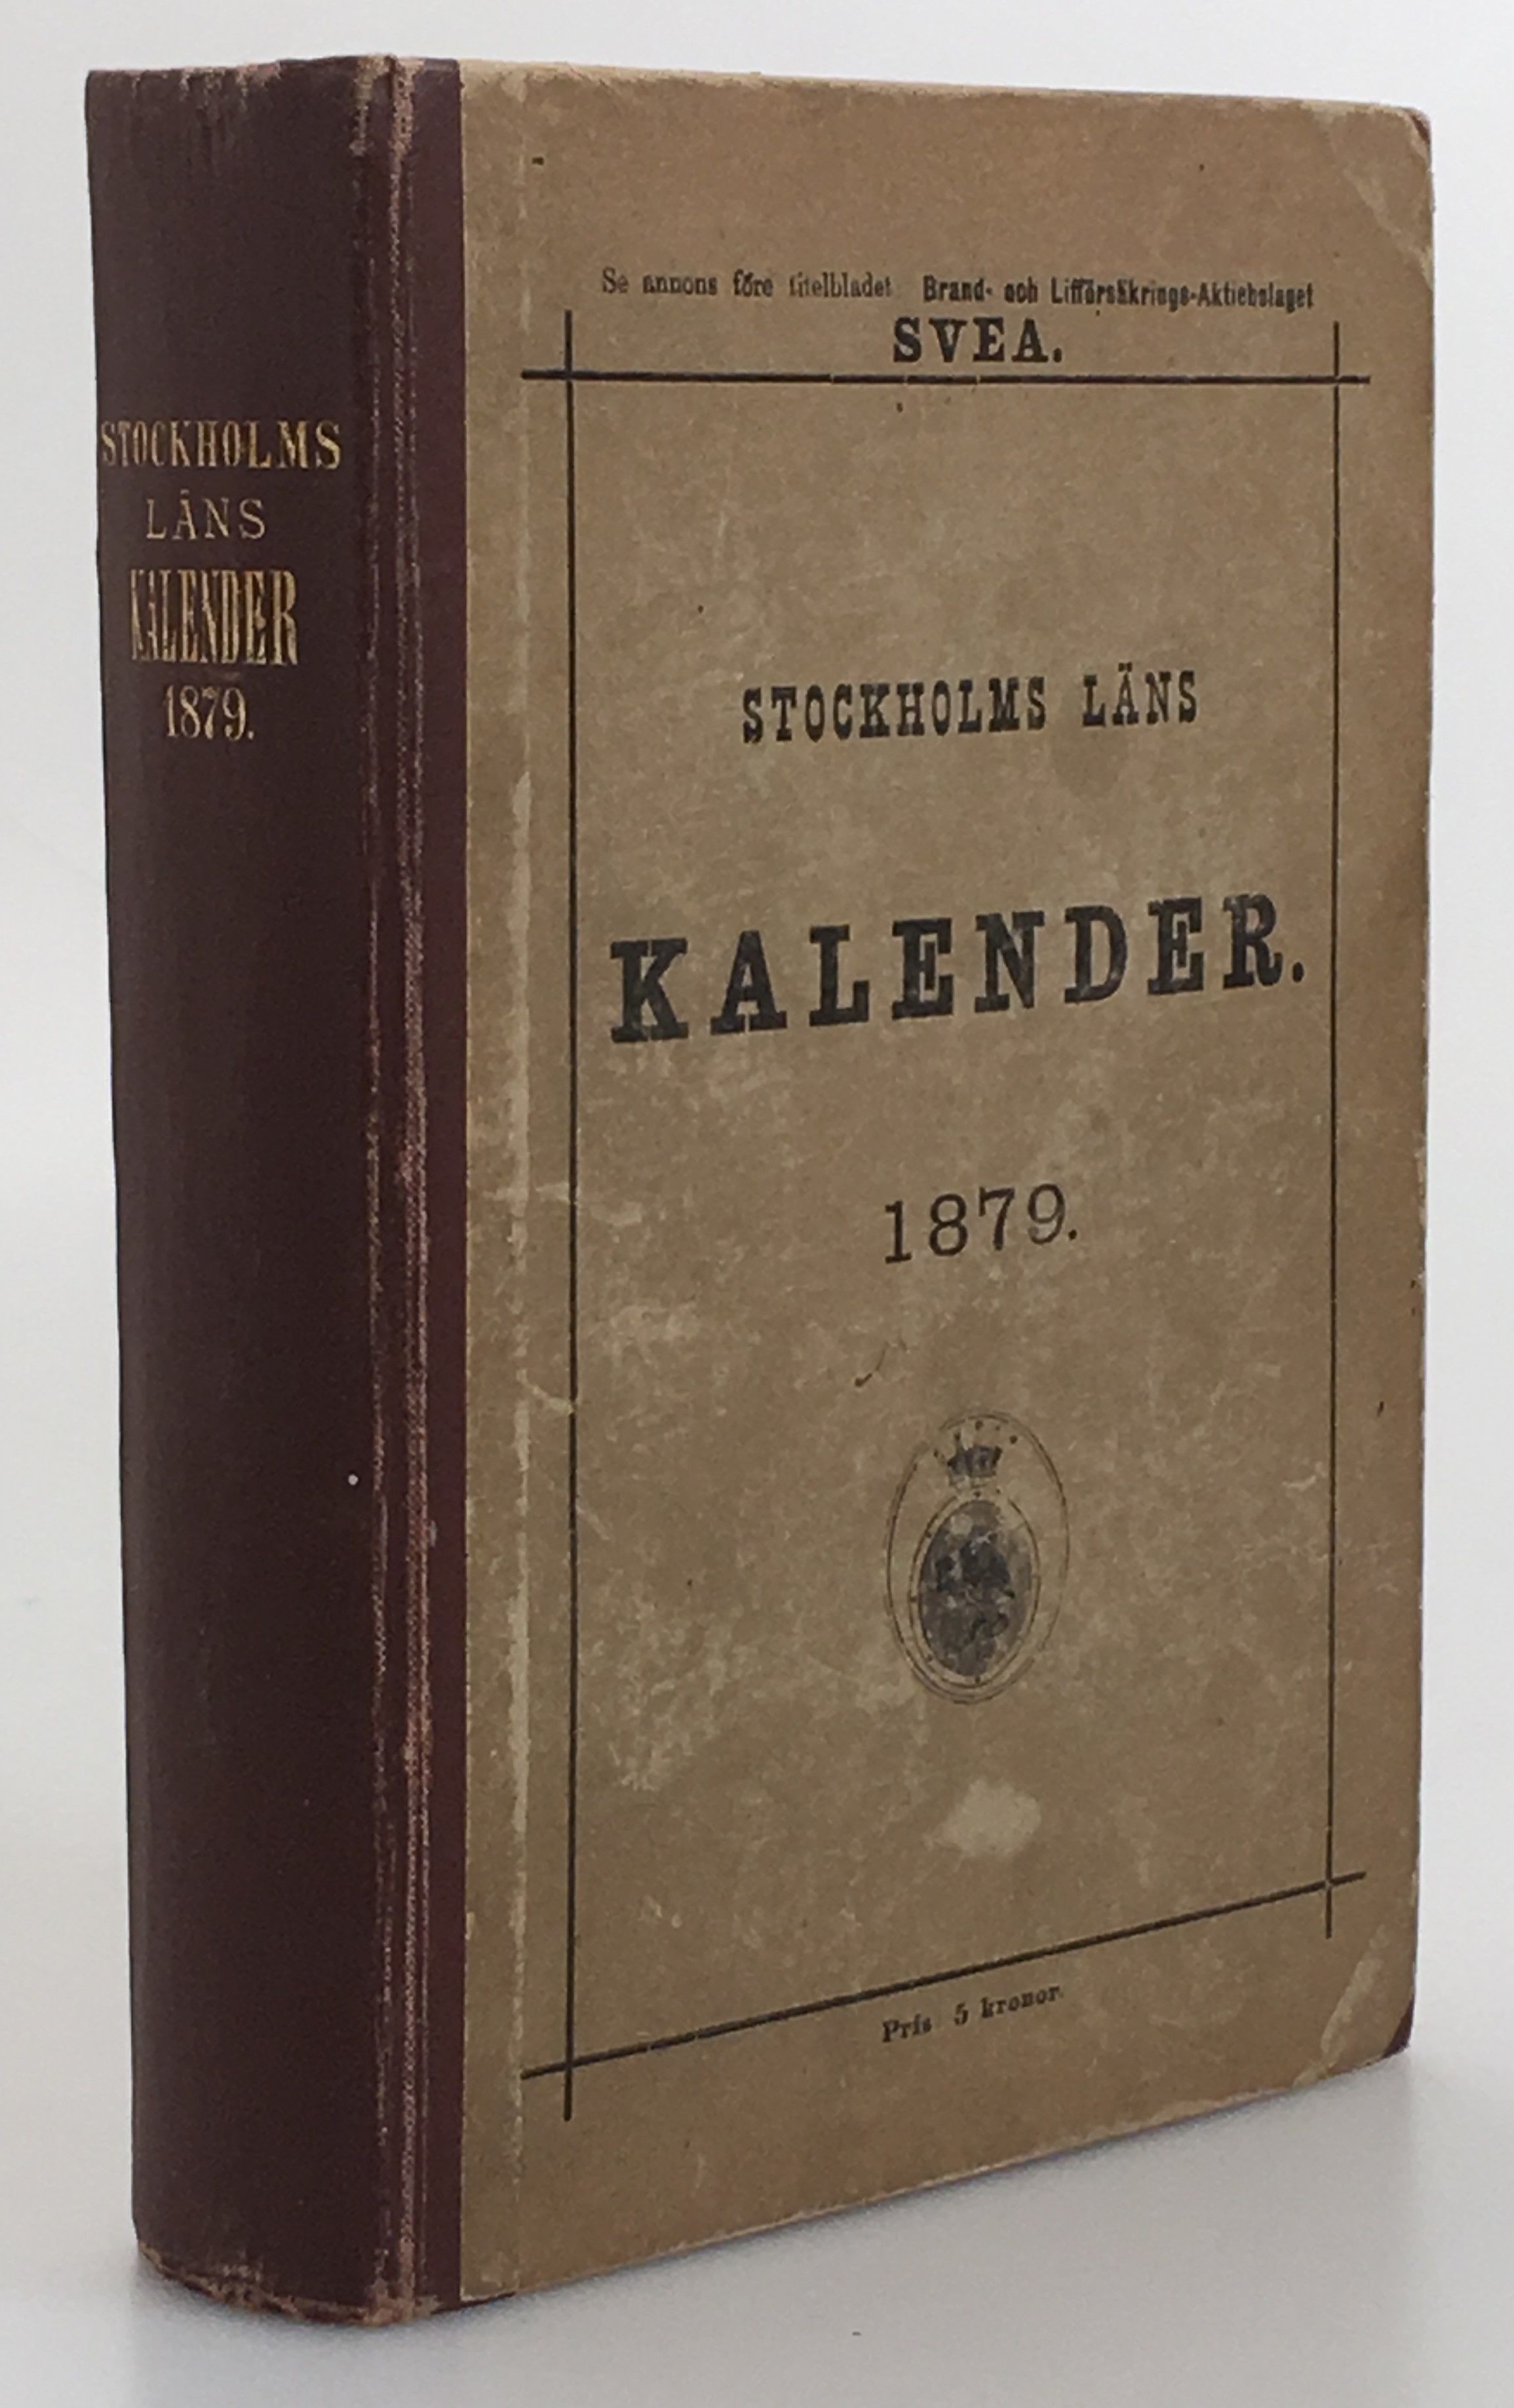 STOCKHOLMS
LÄNS
KALENDER
1879.
Se annons före titelbladet Brand- och Lifförsäkrings-Aktiebolaget
SVEA.
STOCKHOLMS LÄNS
KALENDER.
1879.
Pris 5 kronor.